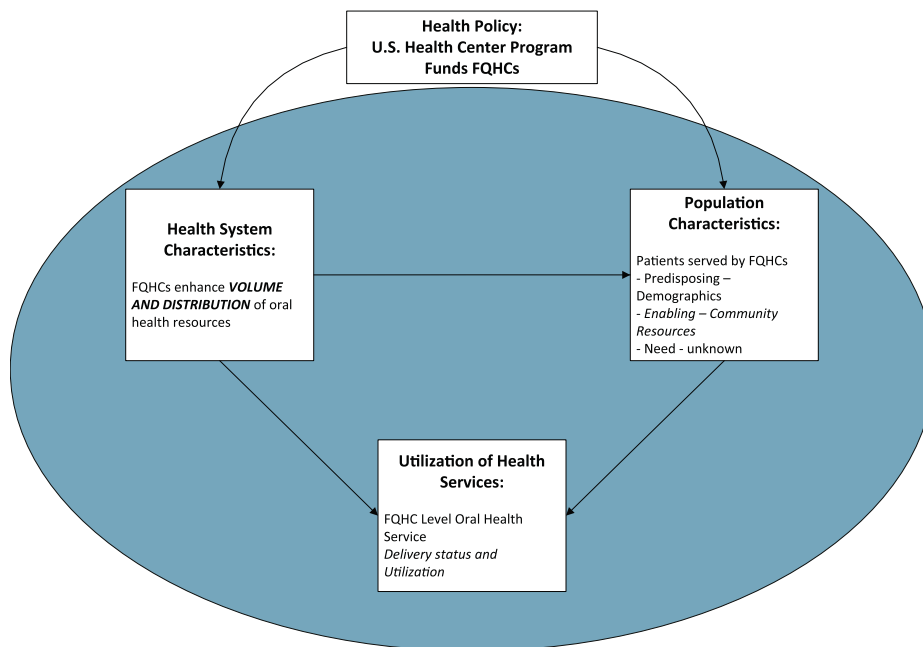 Health Policy:
U.S. Health Center Program
Funds FQHCs
Health System
Characteristics:
FQHCs enhance VOLUME
AND DISTRIBUTION of oral
health resources
Population
Characteristics:
Patients served by FQHCs
- Predisposing –
Demographics
- Enabling – Community
Resources
- Need - unknown
Utilization of Health
Services:
FQHC Level Oral Health
Service
Delivery status and
Utilization